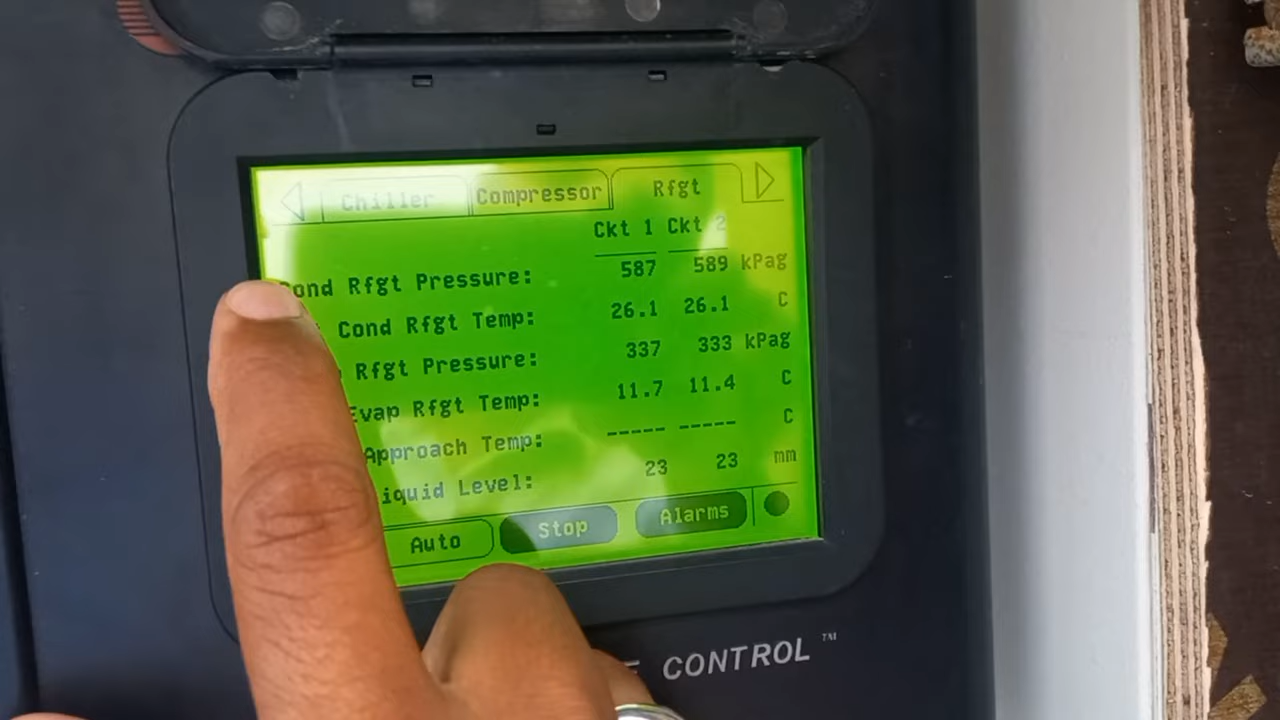 Chiller Compressor Rfgt
Ckt 1 Ckt 2
Cond Rfgt Pressure: 587 589 kPag
Cond Rfgt Temp: 26.1 26.1 C
Rfgt Pressure: 337 333 kPag
Evap Rfgt Temp: 11.7 11.4 C
Approach Temp: ----- ----- C
iquid Level: 23 23 mm
Auto Stop Alarms
CONTROL™